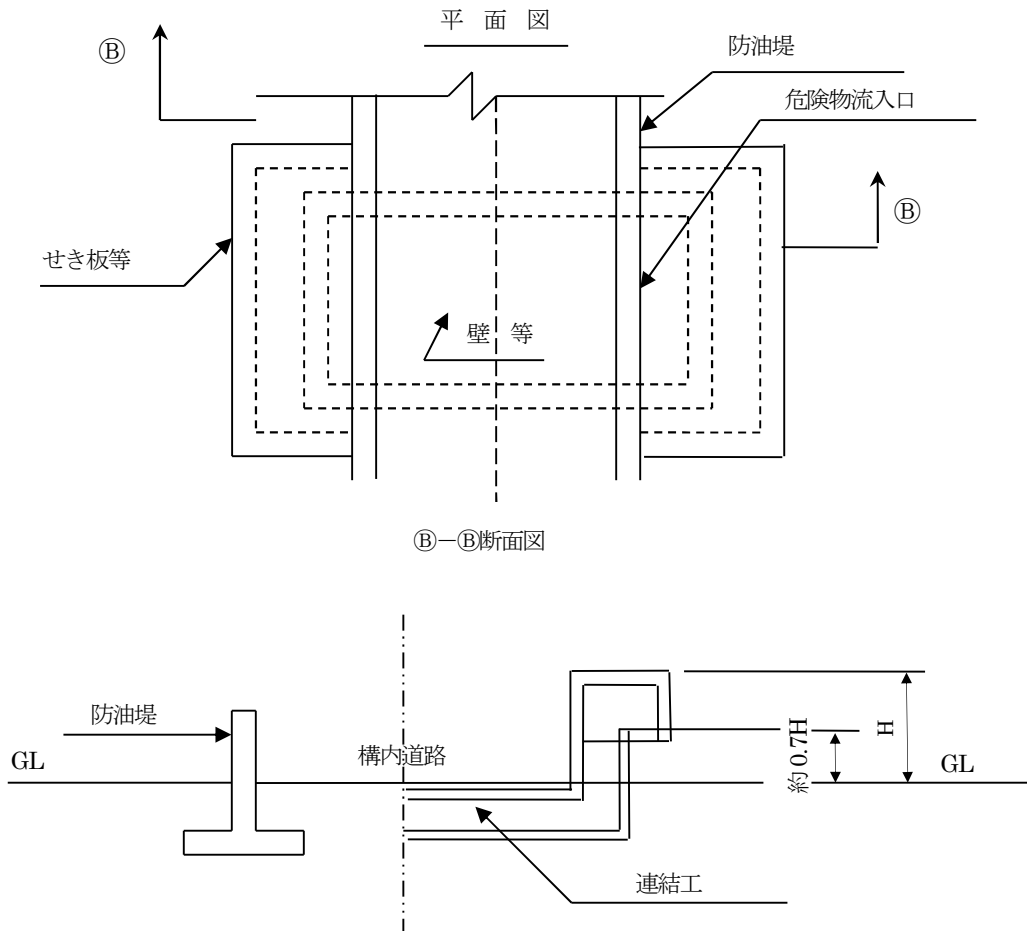 平 面 図
Ⓑ
防油堤
危険物流入口
Ⓑ
せき板等
壁 等
Ⓑ－Ⓑ断面図
防油堤
H
約0.7H
構内道路
GL
GL
連結工